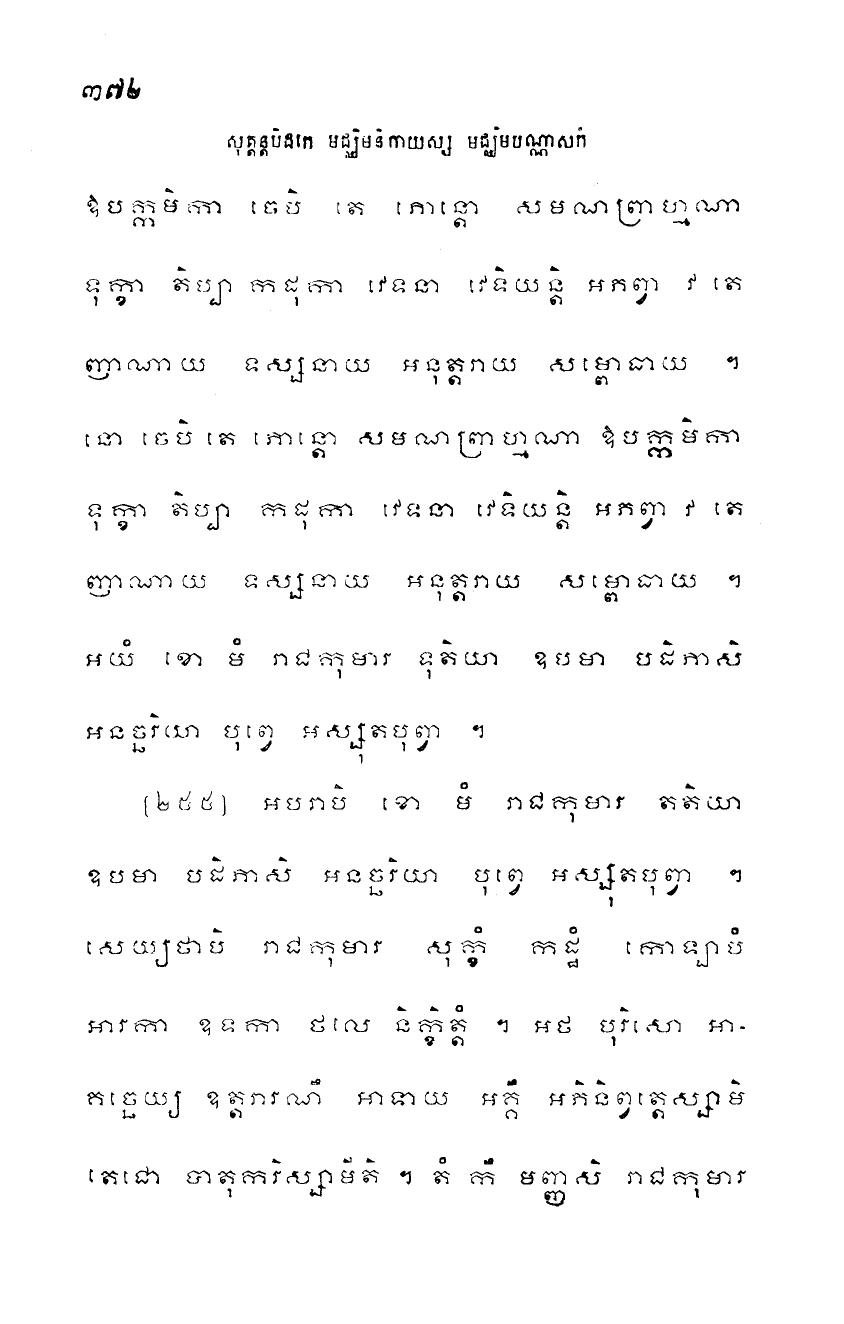 ៣៧២
សុត្តន្តបិដកេ មជ្ឈិមនិកាយស្ស មជ្ឈិមបណ្ណាសកំ
ឱបក្កមិកា ចេបិ តេ ភោន្តោ សមណព្រាហ្មណា
ទុក្ខា តិប្បា កដុកា វេទនា វេទិយន្តិ អភព្វា វ តេ
ញាណាយ ទស្សនាយ អនុត្តរាយ សម្ពោធាយ ។
នោ ចេបិ តេ ភោន្តោ សមណព្រាហ្មណា ឱបក្កមិកា
ទុក្ខា តិប្បា កដុកា វេទនា វេទិយន្តិ អភព្វា វ តេ
ញាណាយ ទស្សនាយ អនុត្តរាយ សម្ពោធាយ ។
អយំ ខោ មំ រាជកុមារ ទុតិយា ឧបមា បដិភាសិ
អនច្ឆរិយា បុព្វេ អស្សុតបុព្វា ។
[២៥៥] អបរាបិ ខោ មំ រាជកុមារ តតិយា
ឧបមា បដិភាសិ អនច្ឆរិយា បុព្វេ អស្សុតបុព្វា ។
សេយ្យថាបិ រាជកុមារ សុក្ខំ កដ្ឋំ កោឡាបំ
អារកា ឧទកា ថលេ និក្ខិត្តំ ។ អថ បុរិសោ អា-
គច្ឆេយ្យ ឧត្តរារណឹ អាទាយ អគ្គឹ អភិនិព្វត្តេស្សាមិ
តេជោ ធាតុករិស្សាមីតិ ។ តំ កឹ មញ្ញសិ រាជកុមារ